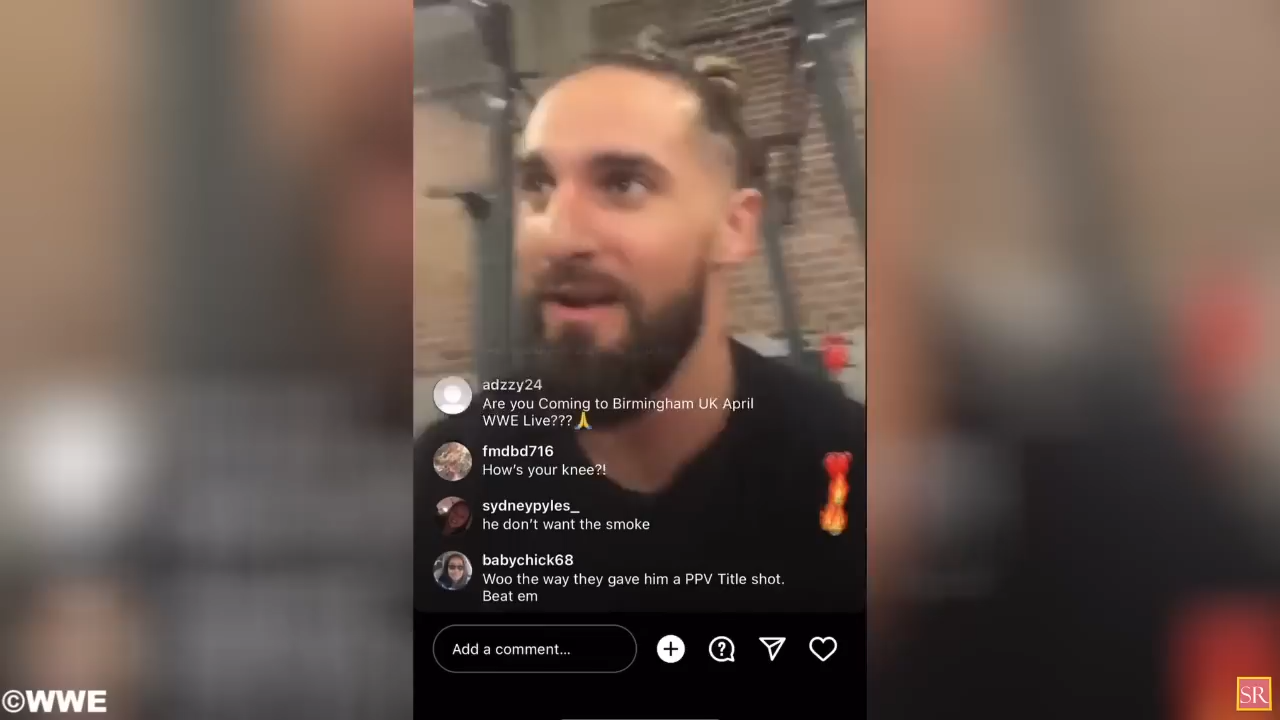 adzzy24
Are you Coming to Birmingham UK April
WWE Live???🙏
fmdbd716
How's your knee?!
sydneypyles_
he don't want the smoke
babychick68
Woo the way they gave him a PPV Title shot.
Beat em
Add a comment...
©WWE
SR